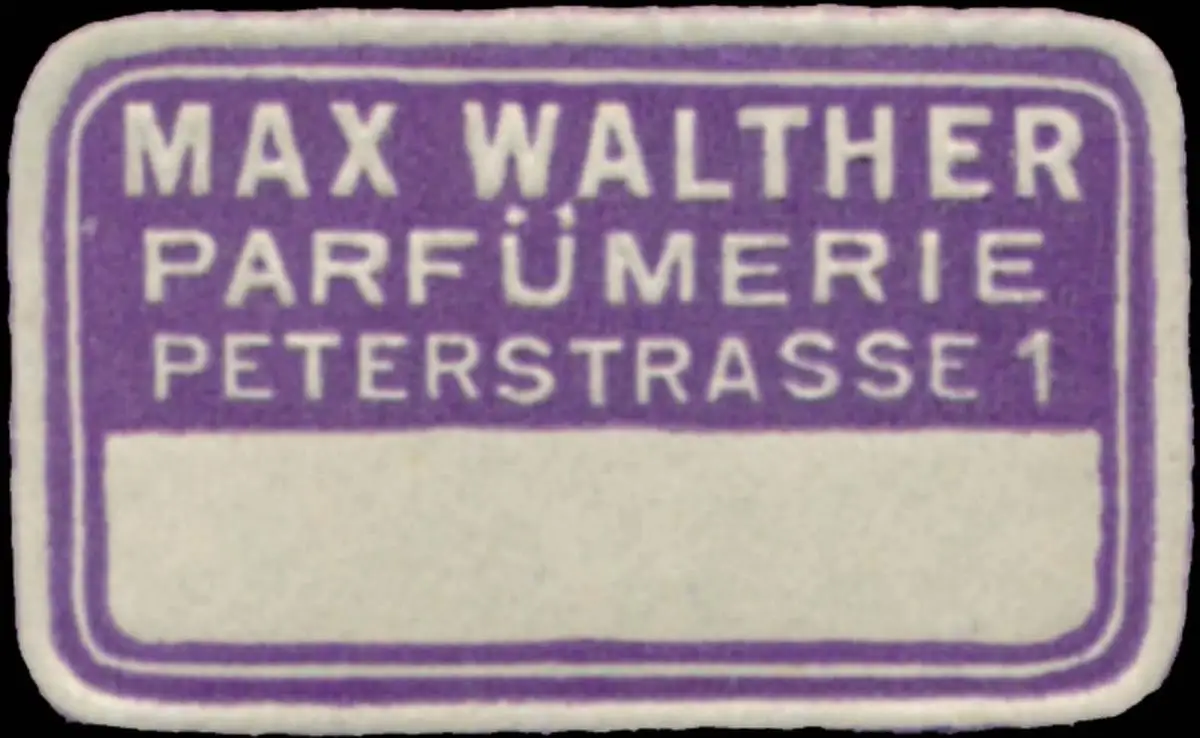 MAX WALTHER
PARFÜMERIE
PETERSTRASSE 1